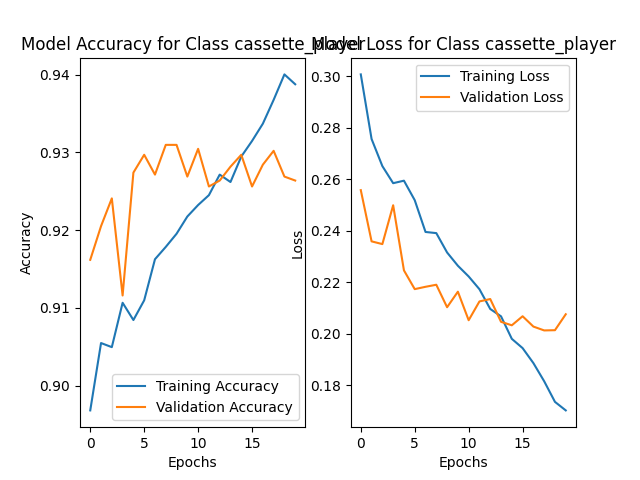 Model Accuracy for Class cassette_player
Model Loss for Class cassette_player
0.94
0.93
0.92
0.91
0.90
Accuracy
Training Accuracy
Validation Accuracy
0
5
10
15
Epochs
0.30
0.28
0.26
0.24
0.22
0.20
0.18
Loss
Training Loss
Validation Loss
0
5
10
15
Epochs